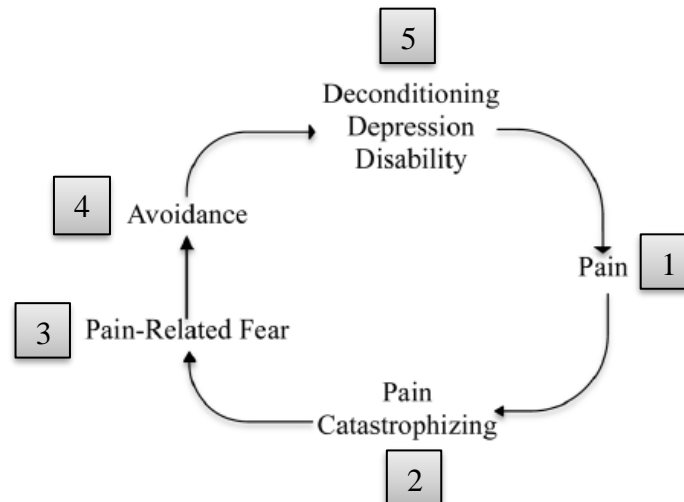 5
Deconditioning
Depression
Disability
4
Avoidance
Pain
1
3
Pain-Related Fear
Pain
Catastrophizing
2